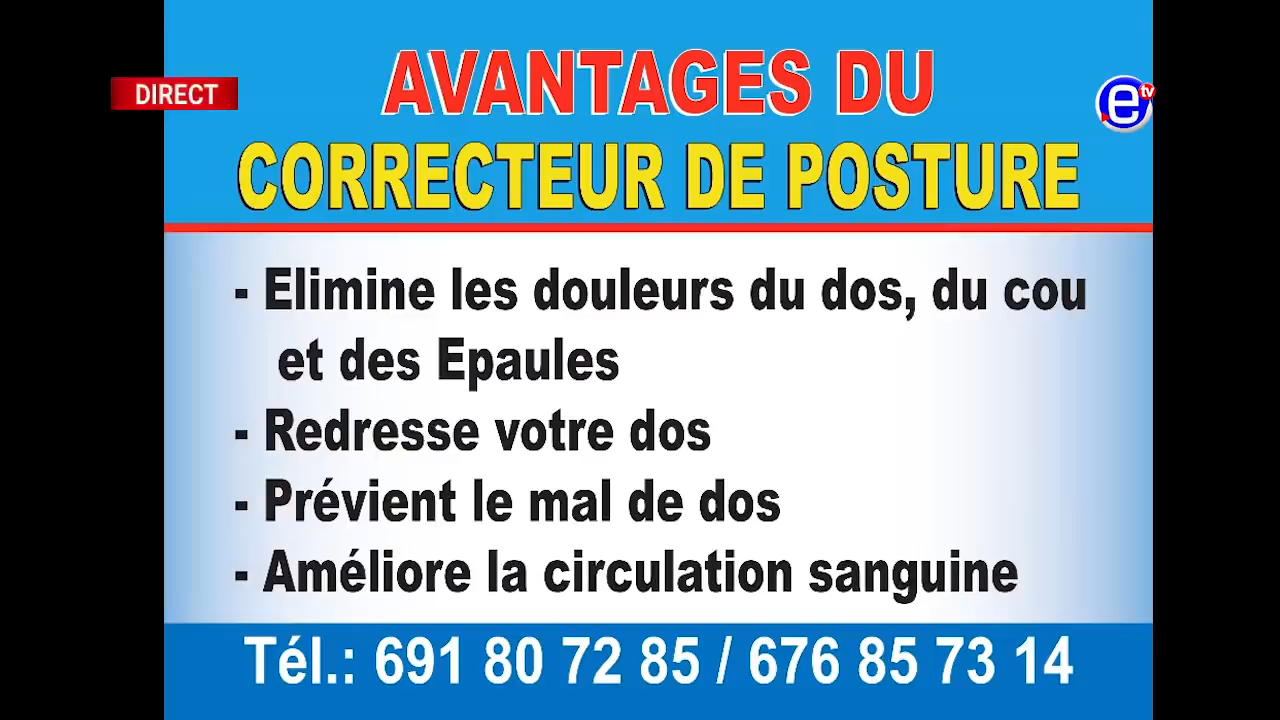 AVANTAGES DU
DIRECT
e tv
CORRECTEUR DE POSTURE
- Elimine les douleurs du dos, du cou
et des Epaules
- Redresse votre dos
- Prévient le mal de dos
- Améliore la circulation sanguine
Tél.: 691 80 72 85 / 676 85 73 14